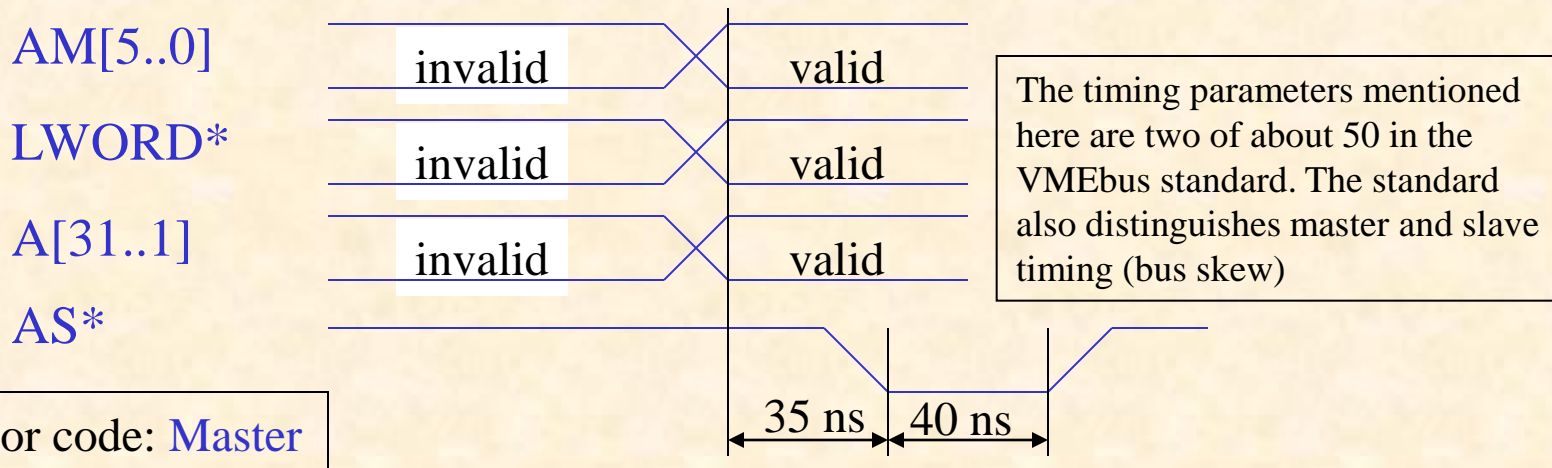 AM[5..0]
invalid
valid
LWORD*
invalid
valid
A[31..1]
invalid
valid
AS*
The timing parameters mentioned
here are two of about 50 in the
VMEbus standard. The standard
also distinguishes master and slave
timing (bus skew)
35 ns
40 ns
or code: Master